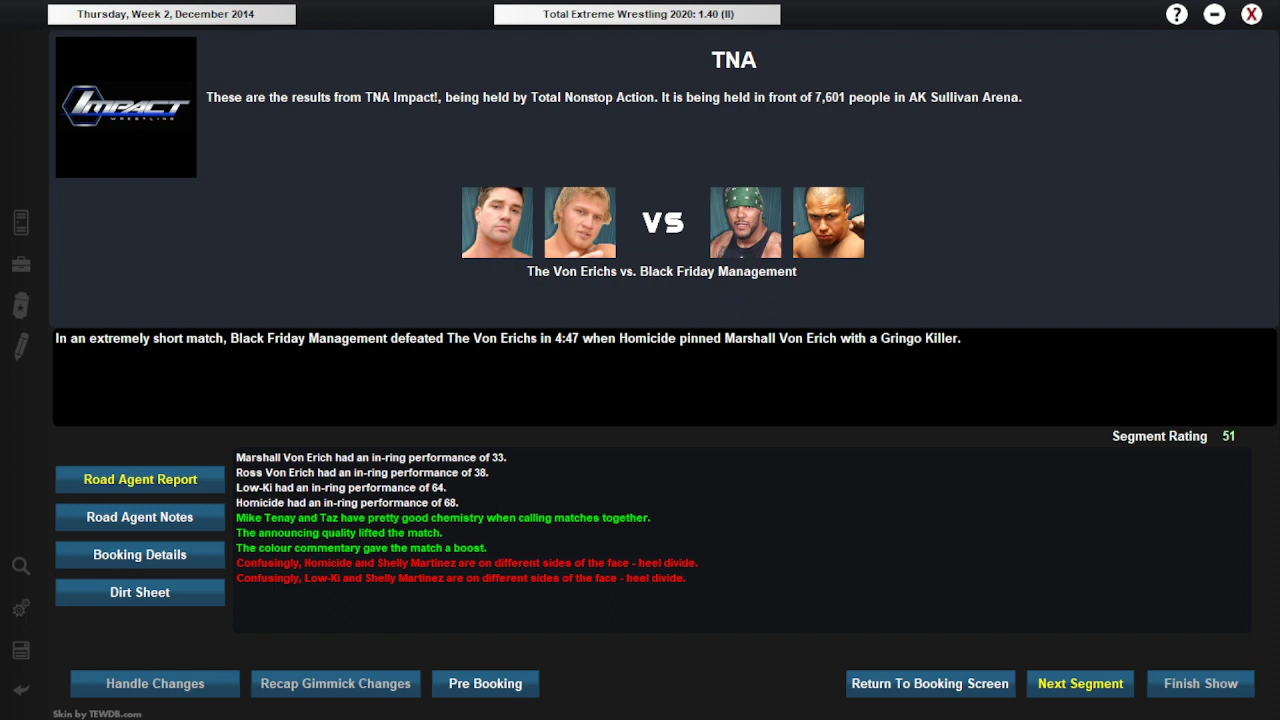 Thursday, Week 2, December 2014
Total Extreme Wrestling 2020: 1.40 (II)
?
X
TNA
IMPACT
WRESTLING
These are the results from TNA Impact!, being held by Total Nonstop Action. It is being held in front of 7,601 people in AK Sullivan Arena.
VS
The Von Erichs vs. Black Friday Management
In an extremely short match, Black Friday Management defeated The Von Erichs in 4:47 when Homicide pinned Marshall Von Erich with a Gringo Killer.
Segment Rating 51
Road Agent Report
Road Agent Notes
Booking Details
Dirt Sheet
Marshall Von Erich had an in-ring performance of 33.
Ross Von Erich had an in-ring performance of 38.
Low-Ki had an in-ring performance of 64.
Homicide had an in-ring performance of 68.
Mike Tenay and Taz have pretty good chemistry when calling matches together.
The announcing quality lifted the match.
The colour commentary gave the match a boost.
Confusingly, Homicide and Shelly Martinez are on different sides of the face - heel divide.
Confusingly, Low-Ki and Shelly Martinez are on different sides of the face - heel divide.
Handle Changes
Recap Gimmick Changes
Pre Booking
Return To Booking Screen
Next Segment
Finish Show
Skin by TEWDB.com